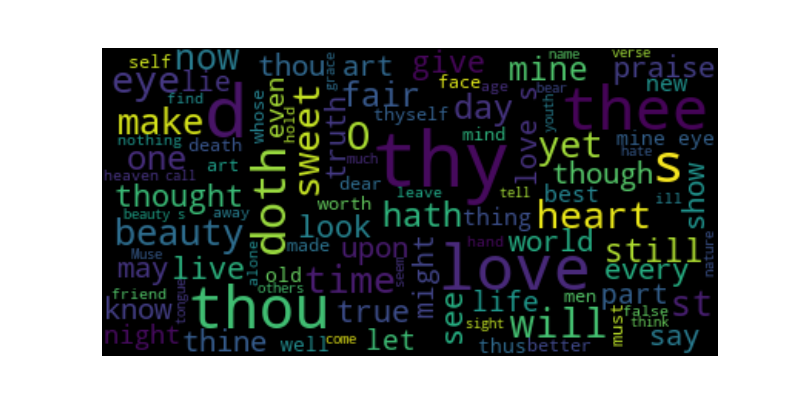 self now thou art give mine name verse praise
eye lie find fair face age bear new
make d whose even hold sweet grace truth O thyself day love s youth thee
nothing death one art much thy mind yet mine eye hate
heaven call thought doth dear leave tell though s
beauty s away worth hath thing best heart ill show
beauty Muse look made upon world still nature
may live alone old others time seem might hand love every
friend know tongue thou true see life men part st
night thine well come let sight will must false think say
thus better